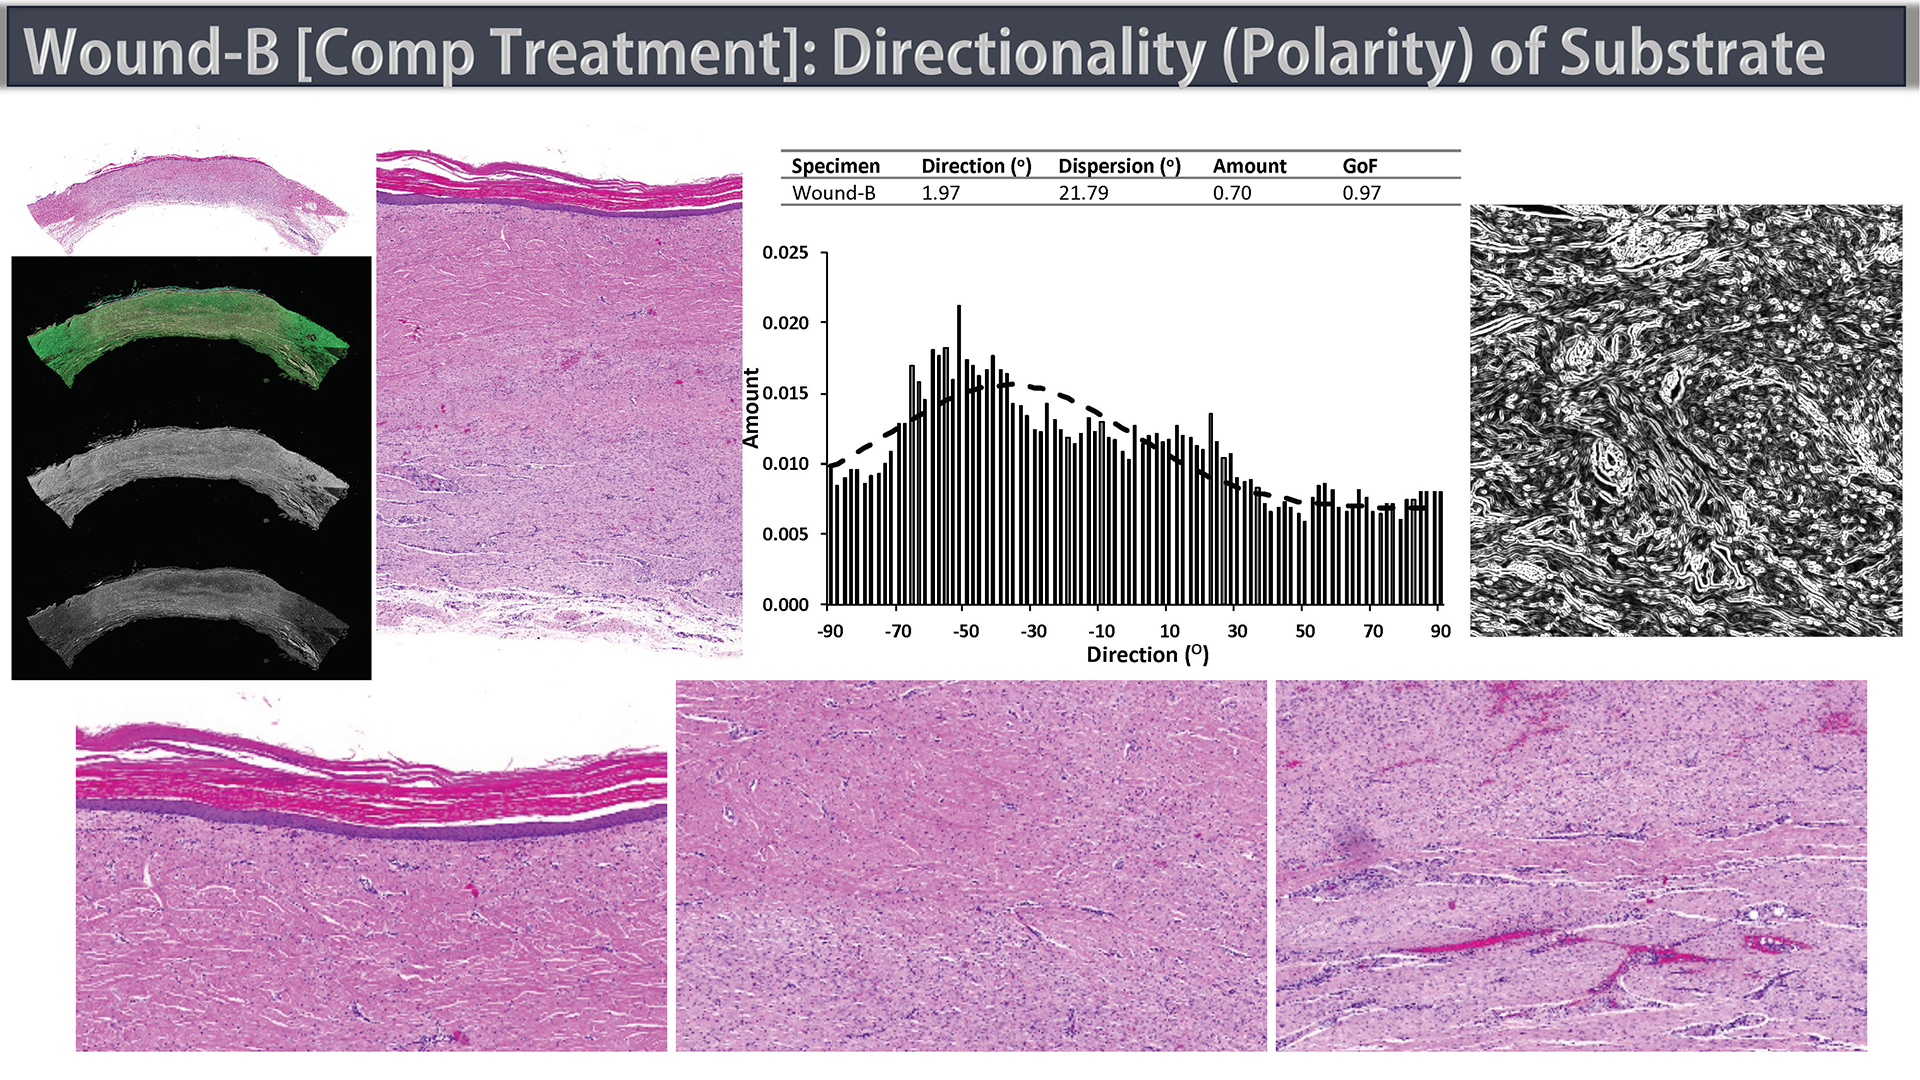 Wound-B [Comp Treatment]: Directionality (Polarity) of Substrate
Specimen Direction (º) Dispersion (º) Amount GoF
Wound-B 1.97 21.79 0.70 0.97
0.025
0.020
0.015
0.010
0.005
0.000
Amount
-90 -70 -50 -30 -10 10 30 50 70 90
Direction (O)